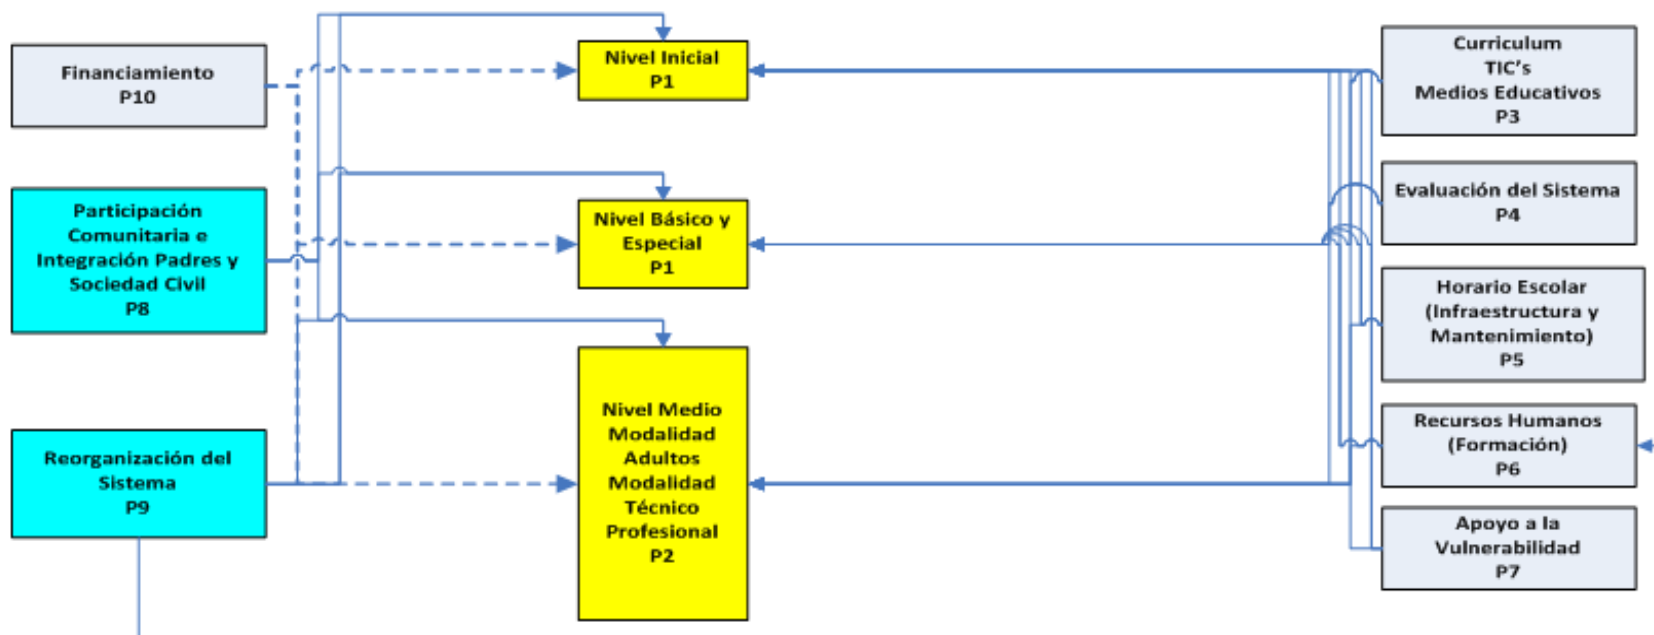 Financiamiento
P10
Participación
Comunitaria e
Integración Padres y
Sociedad Civil
P8
Reorganización del
Sistema
P9
Nivel Inicial
P1
Nivel Básico y
Especial
P1
Nivel Medio
Modalidad
Adultos
Modalidad
Técnico
Profesional
P2
Curriculum
TIC's
Medios Educativos
P3
Evaluación del Sistema
P4
Horario Escolar
(Infraestructura y
Mantenimiento)
P5
Recursos Humanos
(Formación)
P6
Apoyo a la
Vulnerabilidad
P7